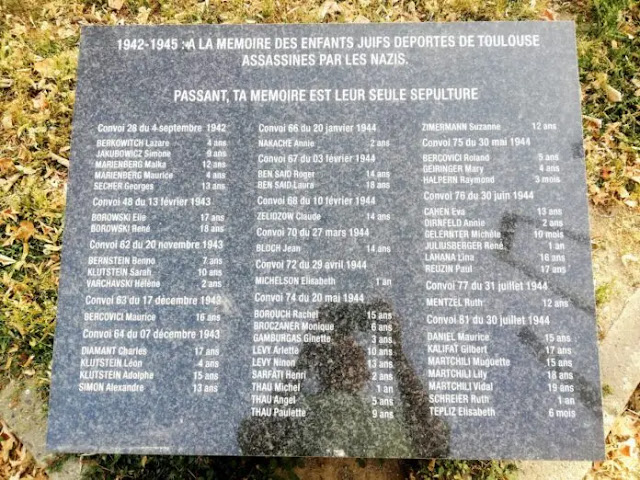 1942-1945 : A LA MEMOIRE DES ENFANTS JUIFS DEPORTES DE TOULOUSE
ASSASSINES PAR LES NAZIS.
PASSANT, TA MEMOIRE EST LEUR SEULE SEPULTURE
Convoi 28 du 4 septembre 1942
BERKOWITCH Lazare 4 ans
JAKUBOWICZ Simone 9 ans
MARIENBERG Malka 12 ans
MARIENBERG Maurice 4 ans
SECHER Georges 13 ans
Convoi 48 du 13 février 1943
BOROWSKI Elie 17 ans
BOROWSKI René 18 ans
Convoi 62 du 20 novembre 1943
BERNSTEIN Benno 7 ans
KLUTSTEIN Sarah 10 ans
VARCHAVSKI Hélène 2 ans
Convoi 63 du 17 décembre 1943
BERCOVICI Maurice 16 ans
Convoi 64 du 07 décembre 1943
DIAMANT Charles 17 ans
KLUTSTEIN Léon 4 ans
KLUTSTEIN Adolphe 15 ans
SIMON Alexandre 13 ans
Convoi 66 du 20 janvier 1944
NAKACHE Annie 2 ans
Convoi 67 du 03 février 1944
BEN SAID Roger 14 ans
BEN SAID Laura 18 ans
Convoi 68 du 10 février 1944
ZELIDZOW Claude 14 ans
Convoi 70 du 27 mars 1944
BLOCH Jean 14 ans
Convoi 72 du 29 avril 1944
MICHELSON Elisabeth 1 an
Convoi 74 du 20 mai 1944
BOROUCH Rachel 15 ans
BROCZANER Monique 6 ans
GAMBURGAS Ginette 3 ans
LEVY Arlette 10 ans
LEVY Ninon 13 ans
SARFATI Henri 2 ans
THAU Michel 1 an
THAU Angel 5 ans
THAU Paulette 9 ans
ZIMERMANN Suzanne 12 ans
Convoi 75 du 30 mai 1944
BERCOVICI Roland 5 ans
GEIRINGER Mary 4 ans
HALPERN Raymond 3 mois
Convoi 76 du 30 juin 1944
CAHEN Eva 13 ans
DIRNFELD Annie 2 ans
GELERNTER Michèle 10 mois
JULIUSBERGER René 1 an
LAHANA Lina 16 ans
REUZIN Paul 17 ans
Convoi 77 du 31 juillet 1944
MENTZEL Ruth 12 ans
Convoi 81 du 30 juillet 1944
DANIEL Maurice 15 ans
KALIFAT Gilbert 17 ans
MARTCHILI Muguette 15 ans
MARTCHILI Lily 18 ans
MARTCHILI Vidal 19 ans
SCHREIER Ruth 1 an
TEPLIZ Elisabeth 6 mois